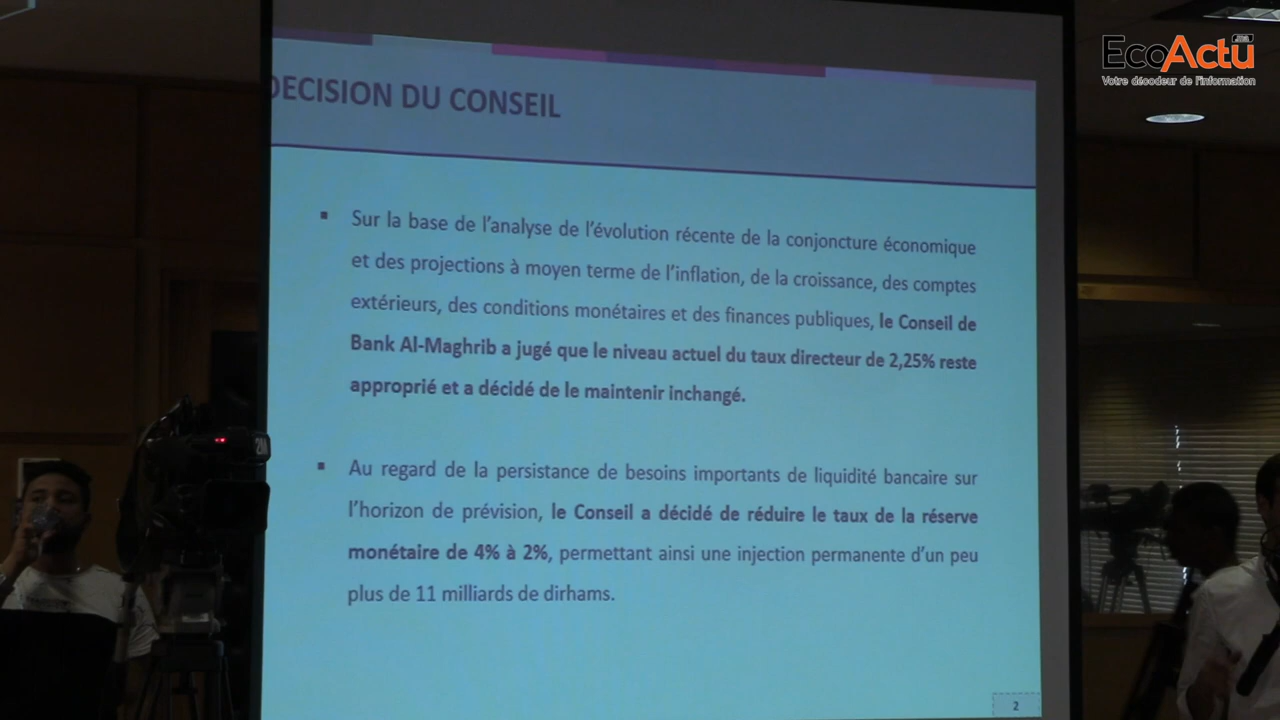 EcoActu
.ma
Votre décodeur de l'information
DECISION DU CONSEIL
▪ Sur la base de l'analyse de l'évolution récente de la conjoncture économique
et des projections à moyen terme de l'inflation, de la croissance, des comptes
extérieurs, des conditions monétaires et des finances publiques, le Conseil de
Bank Al-Maghrib a jugé que le niveau actuel du taux directeur de 2,25% reste
approprié et a décidé de le maintenir inchangé.
▪ Au regard de la persistance de besoins importants de liquidité bancaire sur
l'horizon de prévision, le Conseil a décidé de réduire le taux de la réserve
monétaire de 4% à 2%, permettant ainsi une injection permanente d'un peu
plus de 11 milliards de dirhams.
2M
2